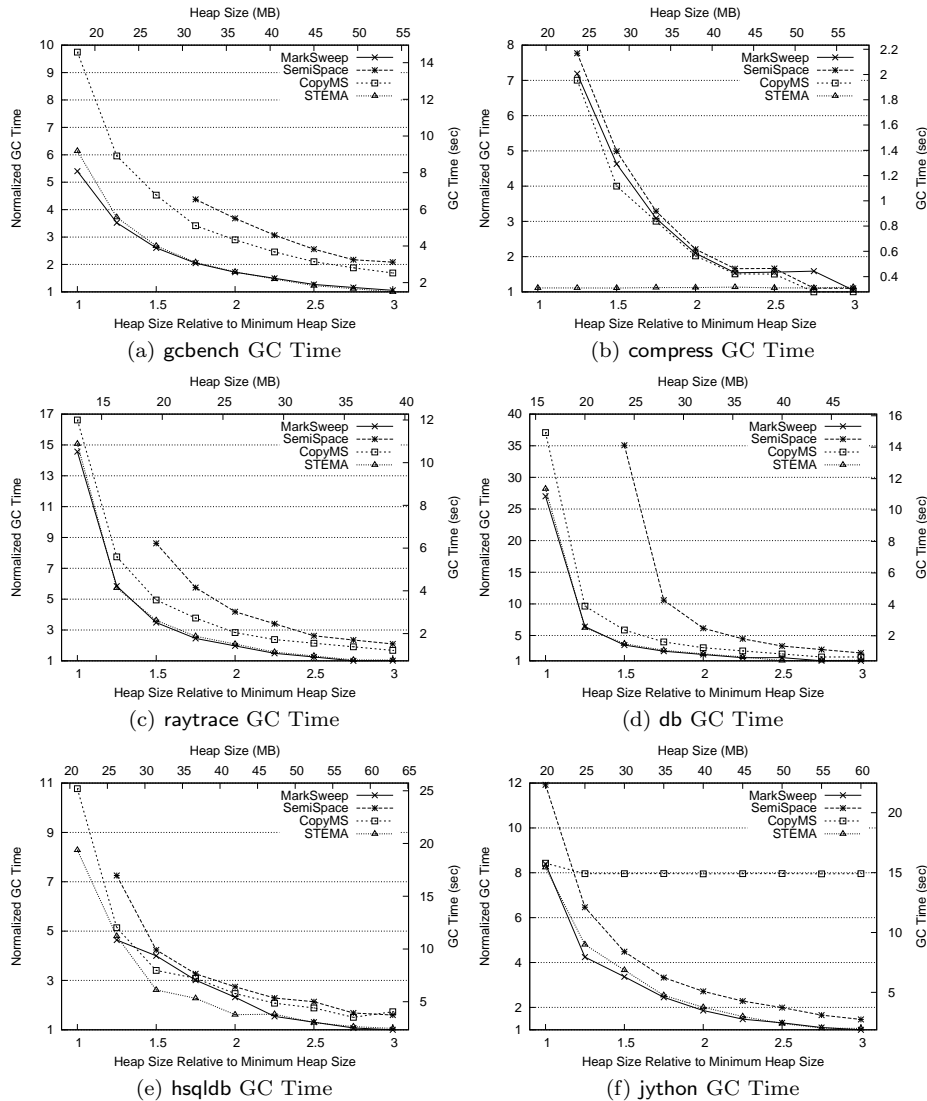 Heap Size (MB)
20 25 30 35 40 45 50 55
10
9
8
7
6
5
4
3
2
1
Normalized GC Time
MarkSweep
SemiSpace
CopyMS
STEMA
14
12
10
8
6
4
2
GC Time (sec)
1 1.5 2 2.5 3
Heap Size Relative to Minimum Heap Size
(a) gcbench GC Time
Heap Size (MB)
25 30 35 40 45 50 55
8
7
6
5
4
3
2
1
Normalized GC Time
MarkSweep
SemiSpace
CopyMS
STEMA
2.2
2
1.8
1.6
1.4
1.2
1
0.8
0.6
0.4
GC Time (sec)
1 1.5 2 2.5 3
Heap Size Relative to Minimum Heap Size
(b) compress GC Time
Heap Size (MB)
15 20 25 30 35 40
17
15
13
11
9
7
5
3
1
Normalized GC Time
MarkSweep
SemiSpace
CopyMS
STEMA
12
10
8
6
4
2
GC Time (sec)
1 1.5 2 2.5 3
Heap Size Relative to Minimum Heap Size
(c) raytrace GC Time
Heap Size (MB)
15 20 25 30 35 40 45
40
35
30
25
20
15
10
5
1
Normalized GC Time
MarkSweep
SemiSpace
CopyMS
STEMA
16
14
12
10
8
6
4
2
GC Time (sec)
1 1.5 2 2.5 3
Heap Size Relative to Minimum Heap Size
(d) db GC Time
Heap Size (MB)
20 25 30 35 40 45 50 55 60 65
11
9
7
5
3
1
Normalized GC Time
MarkSweep
SemiSpace
CopyMS
STEMA
25
20
15
10
5
GC Time (sec)
1 1.5 2 2.5 3
Heap Size Relative to Minimum Heap Size
(e) hsqldb GC Time
Heap Size (MB)
20 25 30 35 40 45 50 55 60
12
10
8
6
4
2
1
Normalized GC Time
MarkSweep
SemiSpace
CopyMS
STEMA
20
15
10
5
GC Time (sec)
1 1.5 2 2.5 3
Heap Size Relative to Minimum Heap Size
(f) jython GC Time